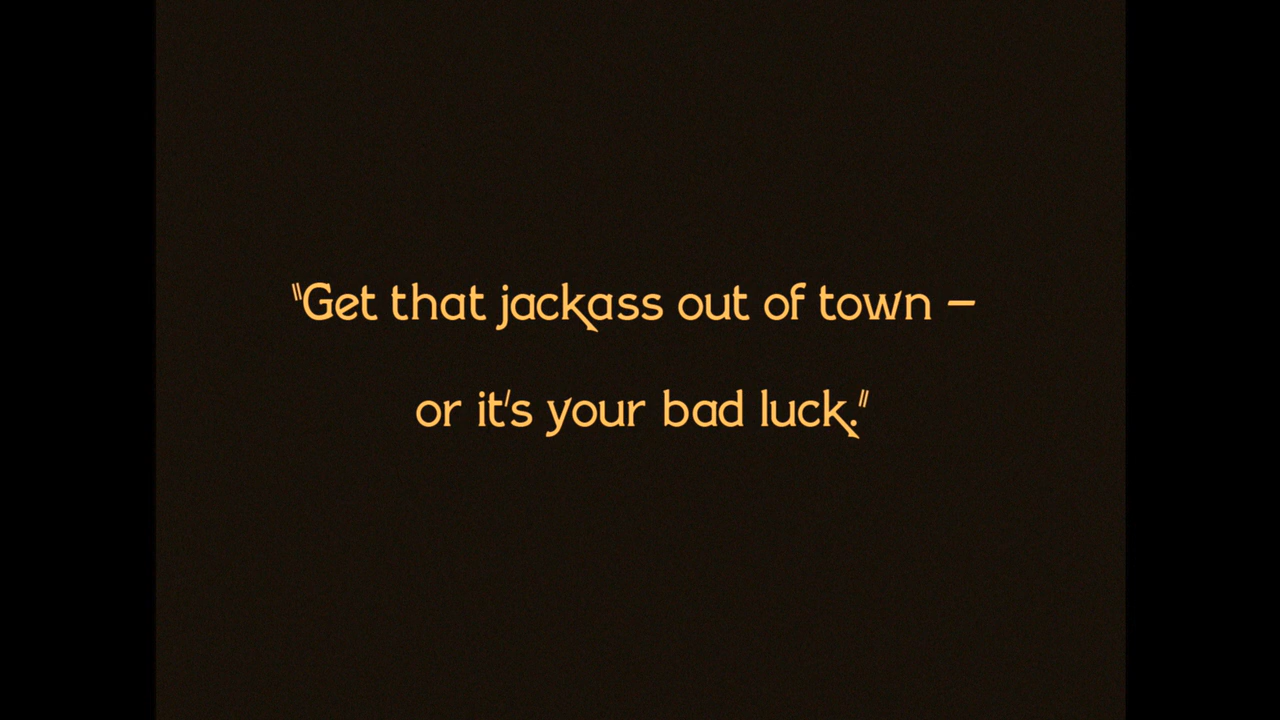 "Get that jackass out of town –
or it's your bad luck."